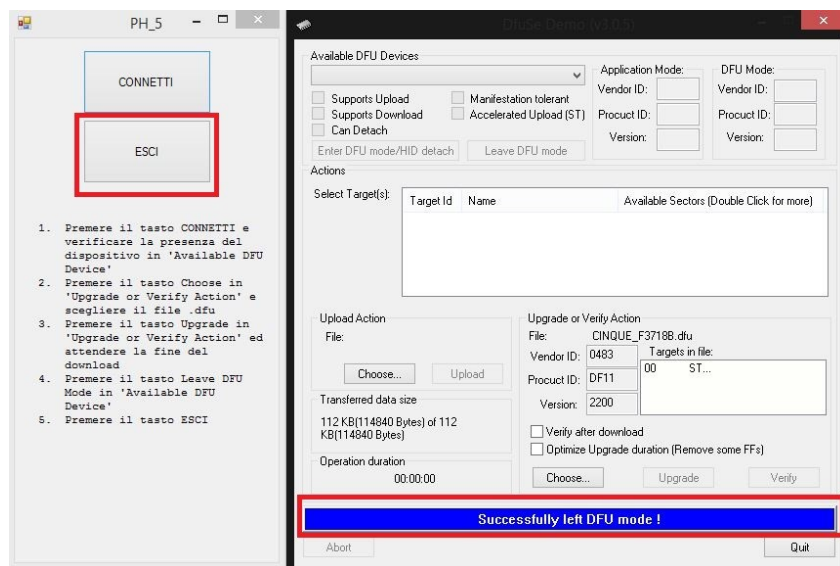 PH_5
CONNETTI
ESCI
1. Premere il tasto CONNETTI e
verificare la presenza del
dispositivo in 'Available DFU
Device'
2. Premere il tasto Choose in
'Upgrade or Verify Action' e
scegliere il file .dfu
3. Premere il tasto Upgrade in
'Upgrade or Verify Action' ed
attendere la fine del
download
4. Premere il tasto Leave DFU
Mode in 'Available DFU
Device'
5. Premere il tasto ESCI
DfuSe Demo (v3.0.5)
Available DFU Devices
Application Mode:
DFU Mode:
Supports Upload
Manifestation tolerant
Vendor ID:
Vendor ID:
Supports Download
Accelerated Upload (ST)
Procuct ID:
Procuct ID:
Can Detach
Version:
Version:
Enter DFU mode/HID detach
Leave DFU mode
Actions
Select Target(s):
Target Id Name Available Sectors (Double Click for more)
Upload Action
File:
Choose...
Upload
Transferred data size
112 KB(114840 Bytes) of 112
KB(114840 Bytes)
Operation duration
00:00:00
Upgrade or Verify Action
File: CINQUE_F3718B.dfu
Vendor ID: 0483
Targets in file:
00 ST...
Procuct ID: DF11
Version: 2200
Verify after download
Optimize Upgrade duration (Remove some FFs)
Choose...
Upgrade
Verify
Successfully left DFU mode !
Abort
Quit